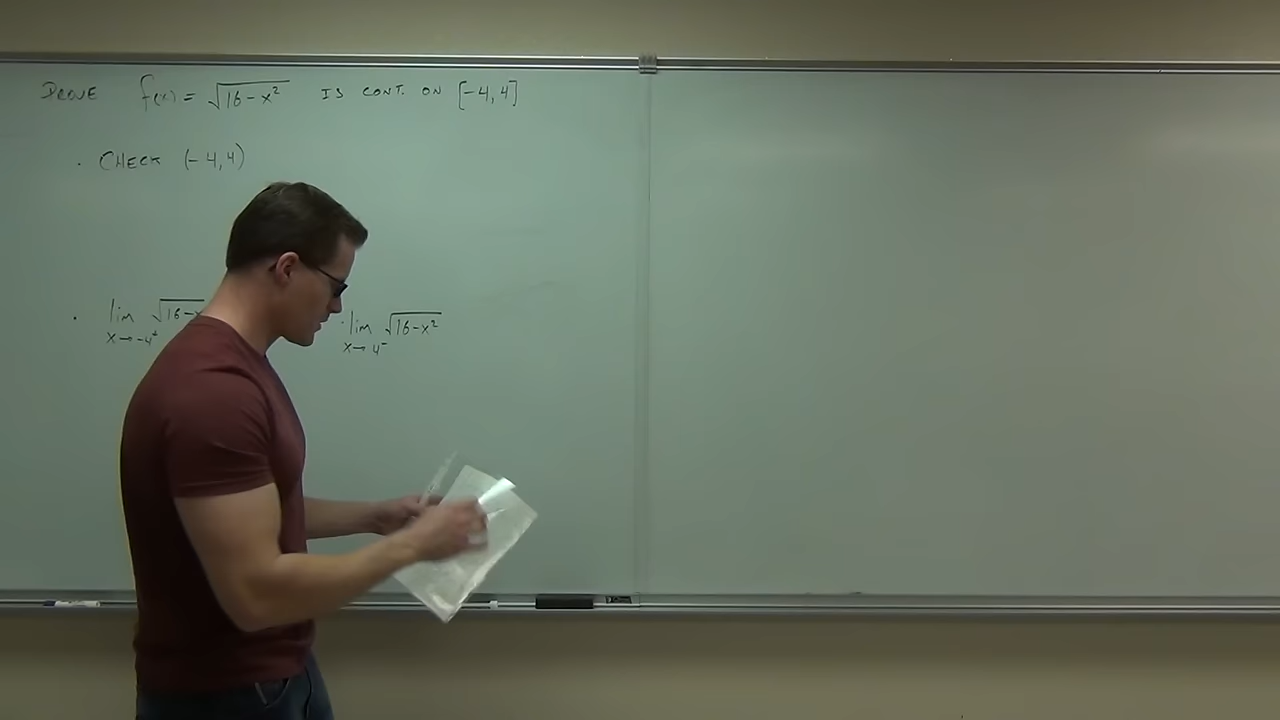 PROVE f(x) = √16-x² IS CONT. ON [-4,4]
· CHECK (-4,4)
· lim x→-4⁺ √16-x · lim x→4⁻ √16-x²